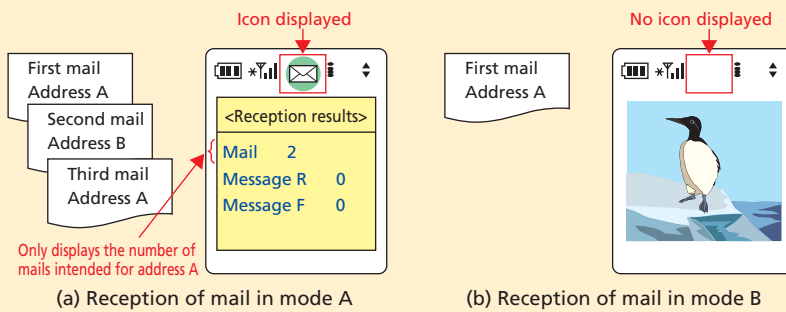 Icon displayed
First mail
Address A
Second mail
Address B
Third mail
Address A
<Reception results>
Mail 2
Message R 0
Message F 0
Only displays the number of
mails intended for address A
(a) Reception of mail in mode A
No icon displayed
First mail
Address A
(b) Reception of mail in mode B